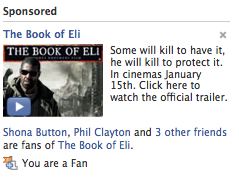 Sponsored
The Book of Eli
THE BOOK OF ELI
Some will kill to have it,
he will kill to protect it.
In cinemas January
15th. Click here to
watch the official trailer.
Shona Button, Phil Clayton and 3 other friends
are fans of The Book of Eli.
You are a Fan